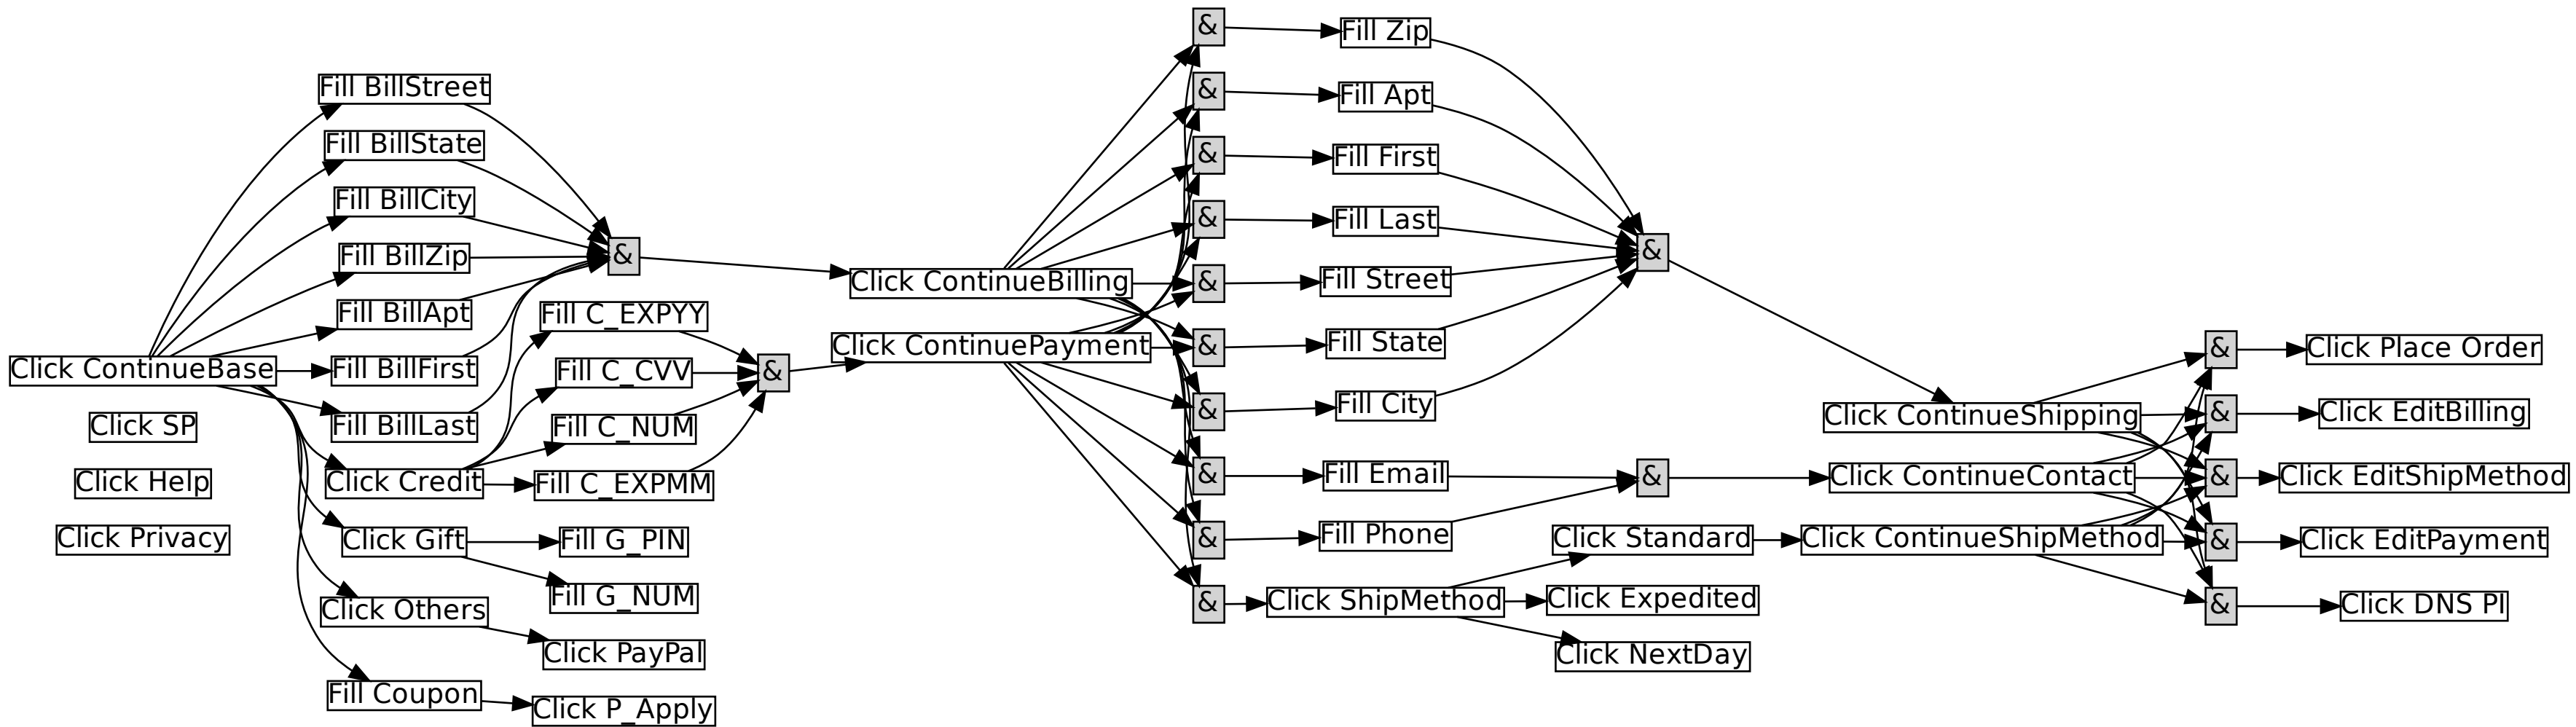 Click ContinueBase
Click SP
Click Help
Click Privacy
Fill BillStreet
Fill BillState
Fill BillCity
Fill BillZip
Fill BillApt
Fill BillFirst
Fill BillLast
Click Credit
Click Gift
Click Others
Fill Coupon
&
Fill C_EXPYY
Fill C_CVV
Fill C_NUM
Fill C_EXPMM
Fill G_PIN
Fill G_NUM
Click PayPal
Click P_Apply
&
Click ContinueBilling
Click ContinuePayment
&
&
&
&
&
&
&
&
&
&
Fill Zip
Fill Apt
Fill First
Fill Last
Fill Street
Fill State
Fill City
Fill Email
Fill Phone
Click ShipMethod
&
&
Click Standard
Click Expedited
Click NextDay
Click ContinueShipping
Click ContinueContact
Click ContinueShipMethod
&
&
&
&
&
Click Place Order
Click EditBilling
Click EditShipMethod
Click EditPayment
Click DNS PI